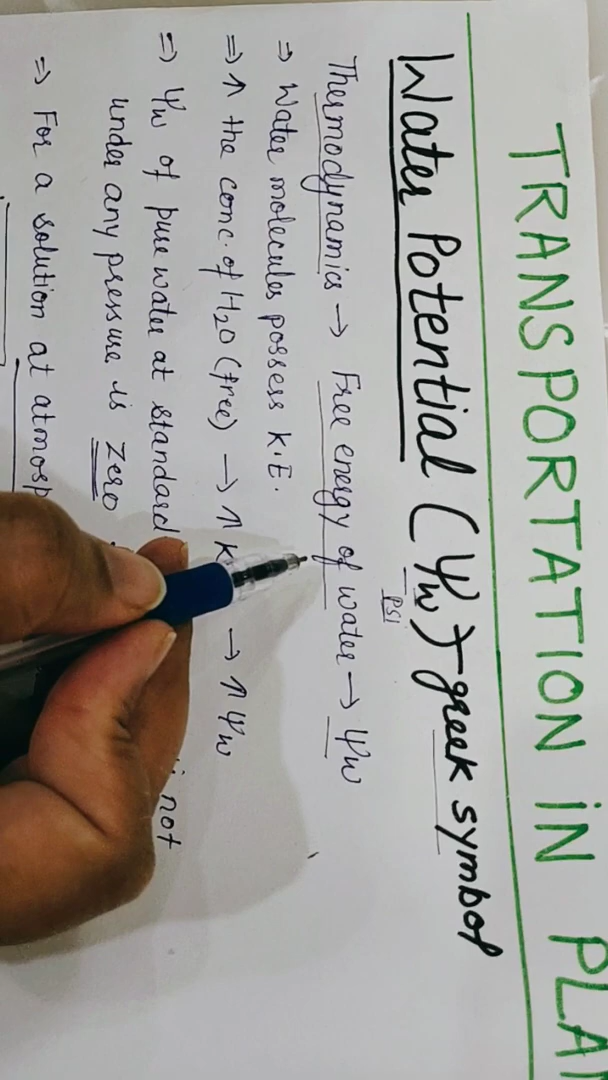 TRANSPORTATION IN
Water Potential (Ψw) → greek symbol
Psi
Thermodynamics → Free energy of water → Ψw
⇒ Water molecules possess K.E.
⇒ ↑ the conc. of H2O (free) → ↑ K → ↑ Ψw
⇒ Ψw of pure water at standard not
under any pressure is zero
⇒ For a solution at atmosp